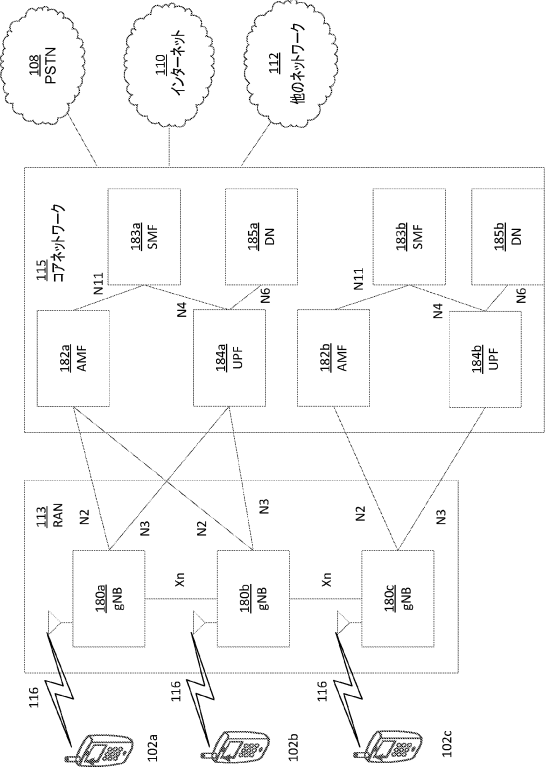 108
PSTN
110
インターネット
112
他のネットワーク
115
コアネットワーク
183a
SMF
185a
DN
183b
SMF
185b
DN
N11
N4
N6
N11
N4
N6
182a
AMF
184a
UPF
182b
AMF
184b
UPF
113
RAN
N2
N3
N2
N3
N2
N3
180a
gNB
Xn
180b
gNB
Xn
180c
gNB
116
116
116
102a
102b
102c